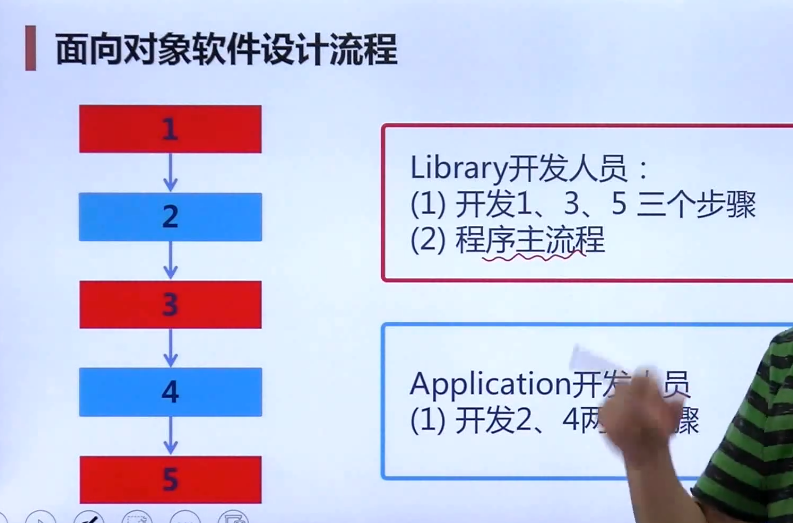 面向对象软件设计流程
1
2
3
4
5
Library开发人员：
(1) 开发1、3、5 三个步骤
(2) 程序主流程
Application开发人员
(1) 开发2、4两 骤